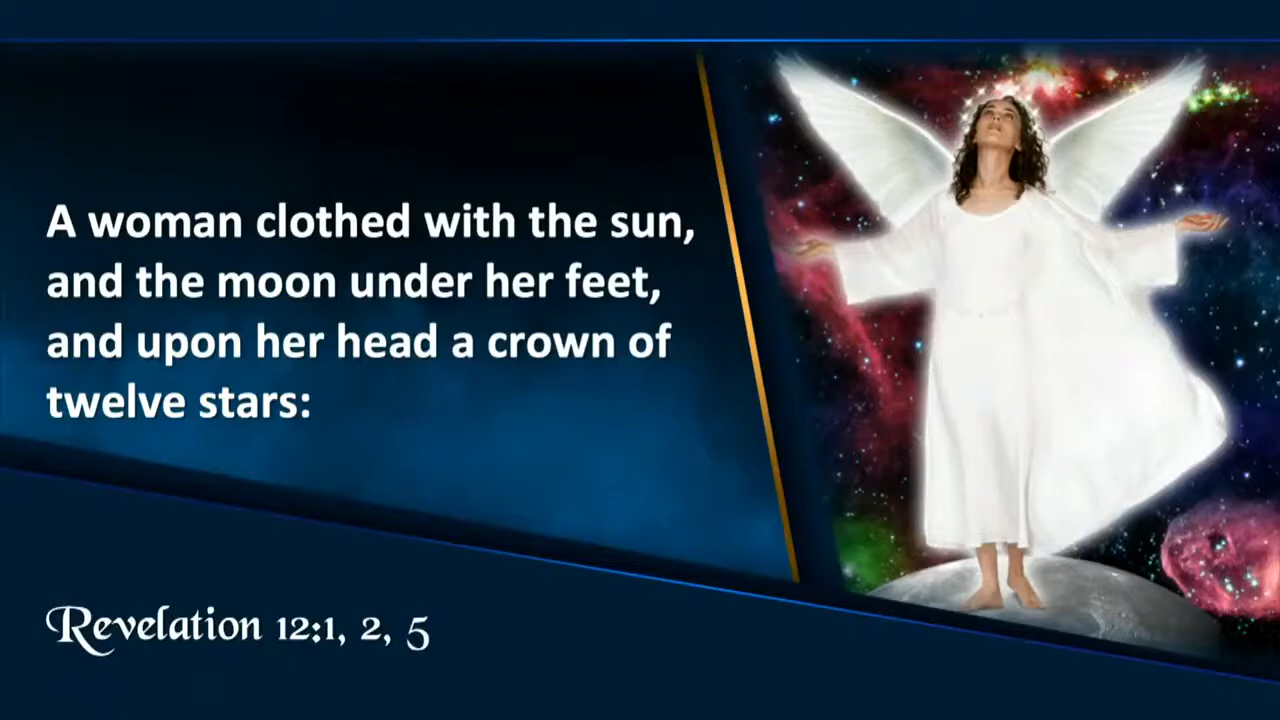 A woman clothed with the sun,
and the moon under her feet,
and upon her head a crown of
twelve stars:
Revelation 12:1, 2, 5